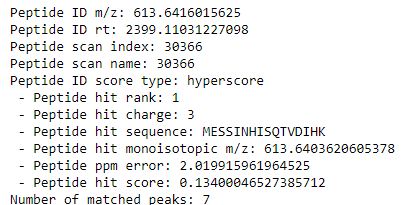 Peptide ID m/z: 613.6416015625
Peptide ID rt: 2399.11031227098
Peptide scan index: 30366
Peptide scan name: 30366
Peptide ID score type: hyperscore
- Peptide hit rank: 1
- Peptide hit charge: 3
- Peptide hit sequence: MESSINHISQTVDIHK
- Peptide hit monoisotopic m/z: 613.6403620605378
- Peptide ppm error: 2.019915961964525
- Peptide hit score: 0.13400046527385712
Number of matched peaks: 7